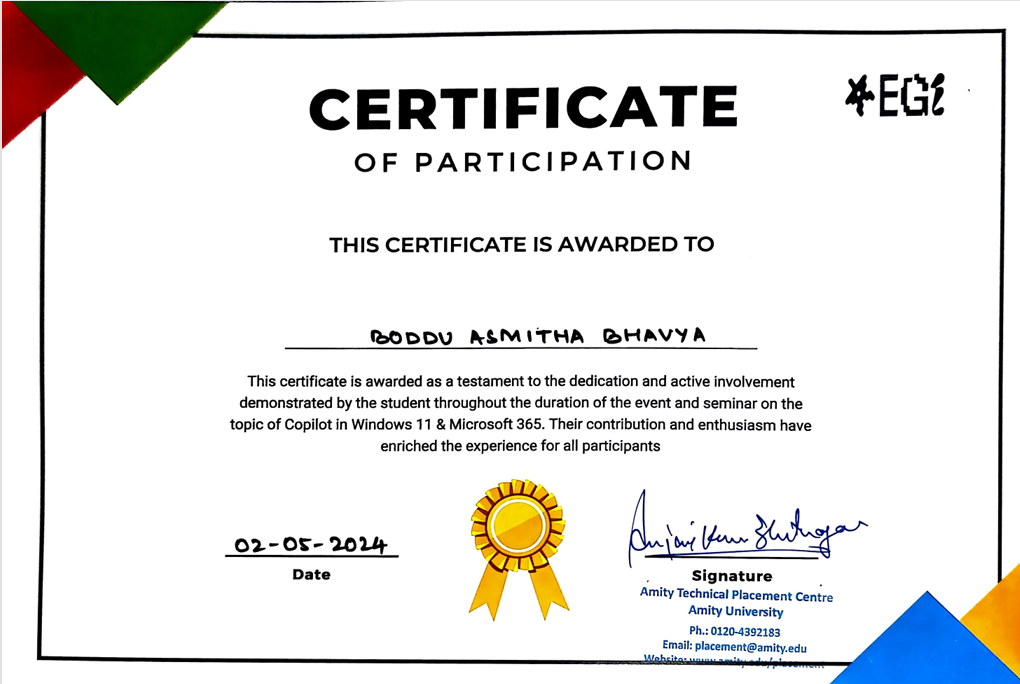 CERTIFICATE
EGi
OF PARTICIPATION
THIS CERTIFICATE IS AWARDED TO
BODDU ASMITHA BHAVYA
This certificate is awarded as a testament to the dedication and active involvement
demonstrated by the student throughout the duration of the event and seminar on the
topic of Copilot in Windows 11 & Microsoft 365. Their contribution and enthusiasm have
enriched the experience for all participants
02-05-2024
Date
Signature
Amity Technical Placement Centre
Amity University
Ph.: 0120-4392183
Email: placement@amity.edu
Website: www.amity.edu/placement